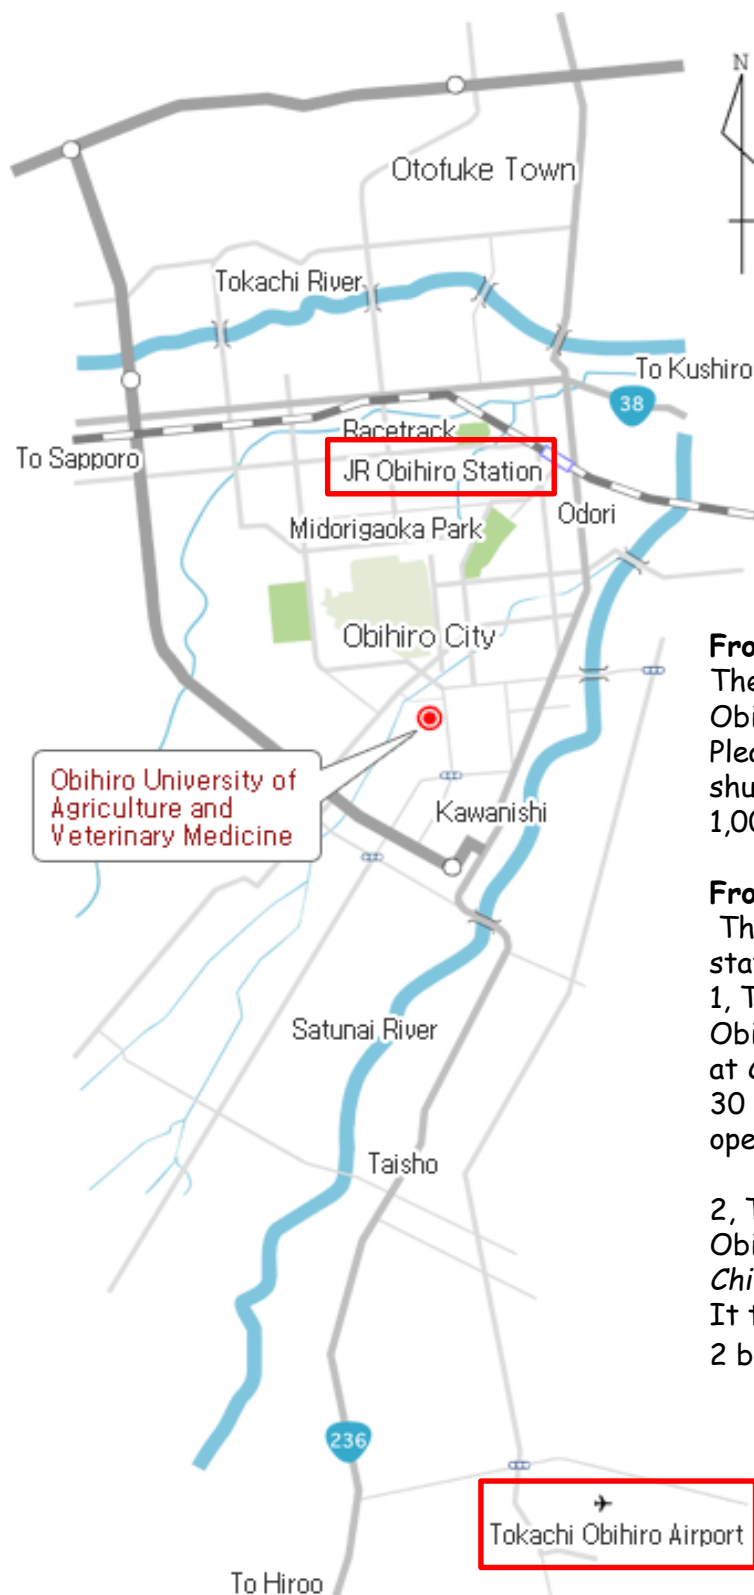 N
Otofuke Town
Tokachi River
To Kushiro
38
Racetrack
To Sapporo
JR Obihiro Station
Odori
Midorigaoka Park
Obihiro City
Obihiro University of
Agriculture and
Veterinary Medicine
Kawanishi
Satunai River
Taisho
236
Tokachi Obihiro Airport
To Hiroo
Fro
The
Obi
Plea
shu
1,00
Fro
Th
sta
1, T
Obi
at
30
ope
2, T
Obi
Chi
It t
2 b